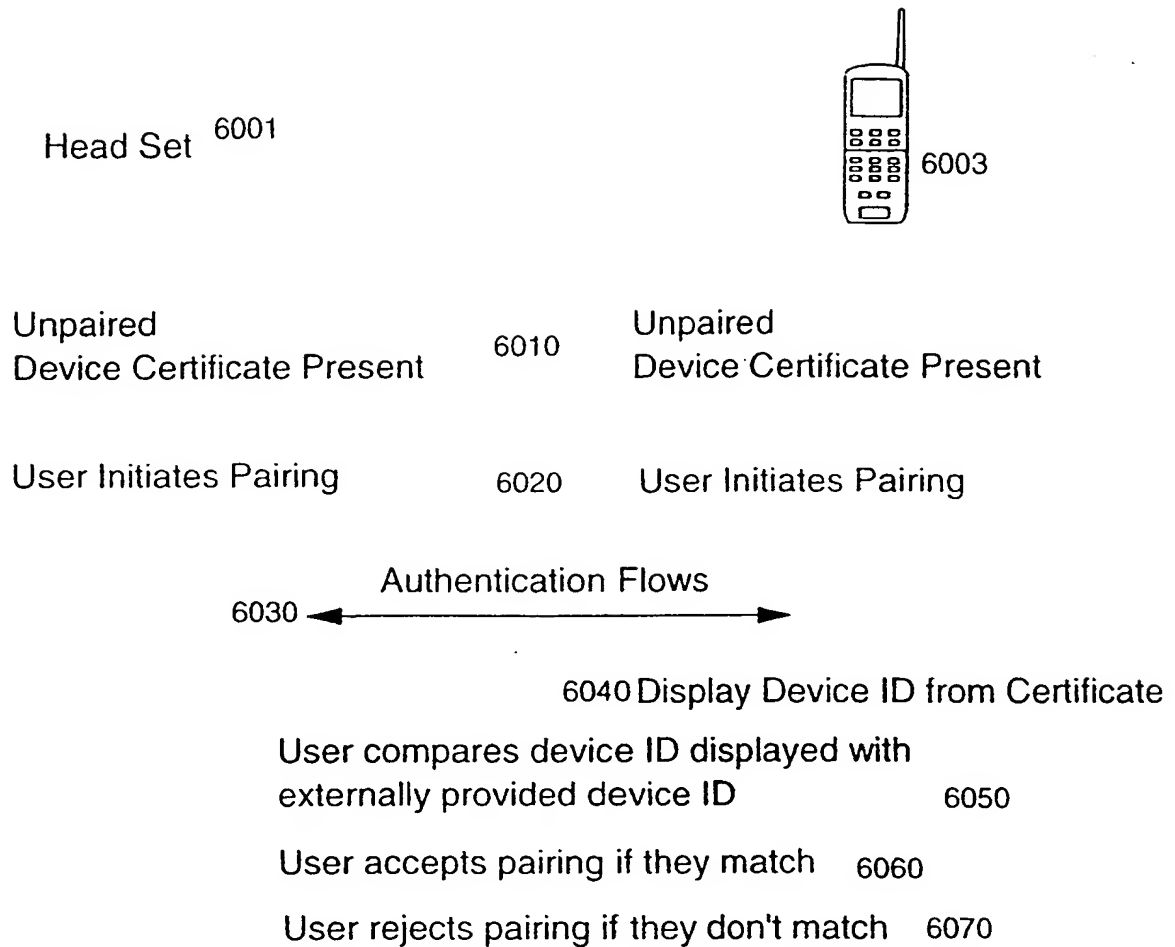 Head Set 6001
6003
Unpaired
Device Certificate Present
6010
Unpaired
Device Certificate Present
User Initiates Pairing 6020 User Initiates Pairing
Authentication Flows
6030
6040 Display Device ID from Certificate
User compares device ID displayed with
externally provided device ID 6050
User accepts pairing if they match 6060
User rejects pairing if they don't match 6070